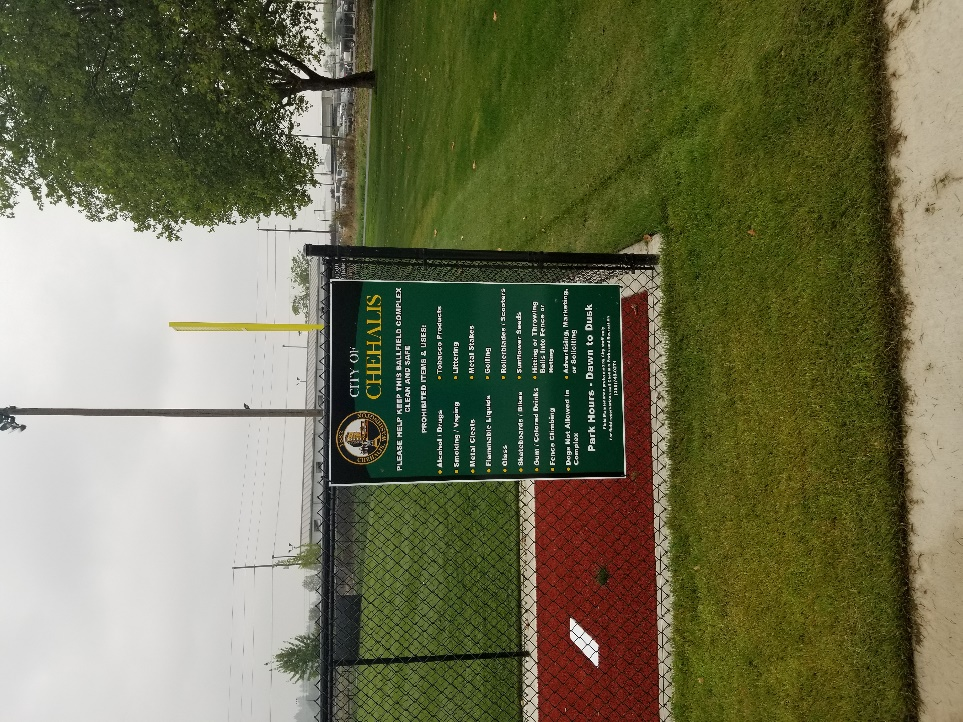 CITY OF
CHEHALIS
PLEASE HELP KEEP THIS BALLFIELD COMPLEX
CLEAN AND SAFE
PROHIBITED ITEMS & USES:
• Alcohol / Drugs
• Smoking / Vaping
• Metal Cleats
• Flammable Liquids
• Glass
• Skateboards / Bikes
• Gum / Colored Drinks
• Fence Climbing
• Dogs Not Allowed in
Complex
• Tobacco Products
• Littering
• Metal Stakes
• Golfing
• Rollerblades / Scooters
• Sunflower Seeds
• Hitting or Throwing
Balls Into Fence or
Netting
• Advertising, Marketing,
or Soliciting
Park Hours - Dawn to Dusk